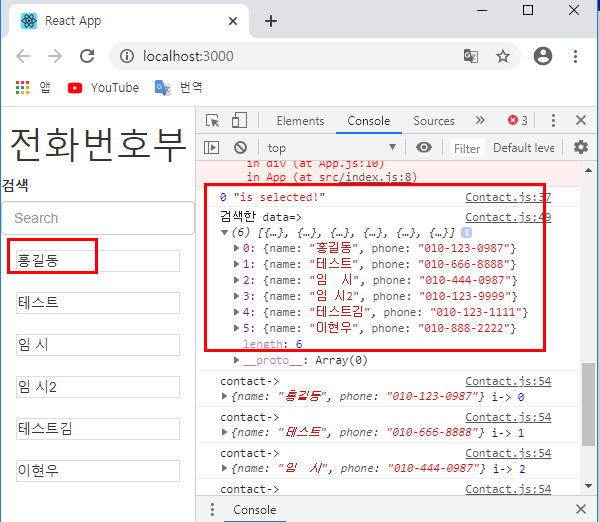 React App
localhost:3000
앱 YouTube 번역
전화번호부
검색
Search
홍길동
테스트
임 시
임 시2
테스트김
이현우
Elements Console Sources » 3
top Filter Default leve
in div (at App.js:10)
in App (at src/index.js:8)
0 "is selected!" Contact.js:37
검색한 data=> Contact.js:49
(6) [{…}, {…}, {…}, {…}, {…}, {…}]
0: {name: "홍길동", phone: "010-123-0987"}
1: {name: "테스트", phone: "010-666-8888"}
2: {name: "임  시", phone: "010-444-0987"}
3: {name: "임 시2", phone: "010-123-9999"}
4: {name: "테스트김", phone: "010-123-1111"}
5: {name: "이현우", phone: "010-888-2222"}
length: 6
__proto__: Array(0)
contact-> Contact.js:54
{name: "홍길동", phone: "010-123-0987"} i-> 0
contact-> Contact.js:54
{name: "테스트", phone: "010-666-8888"} i-> 1
contact-> Contact.js:54
{name: "임  시", phone: "010-444-0987"} i-> 2
contact-> Contact.js:54
Console